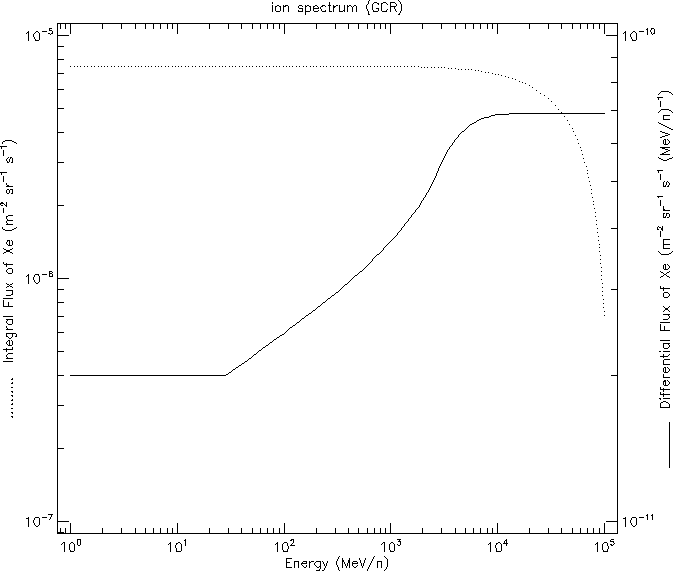 ion spectrum (GCR)
10⁻⁵
10⁻⁶
10⁻⁷
Integral Flux of Xe (m⁻² sr⁻¹ s⁻¹)
10⁻¹⁰
10⁻¹¹
Differential Flux of Xe (m⁻² sr⁻¹ s⁻¹ (MeV/n)⁻¹)
10⁰ 10¹ 10² 10³ 10⁴ 10⁵
Energy (MeV/n)